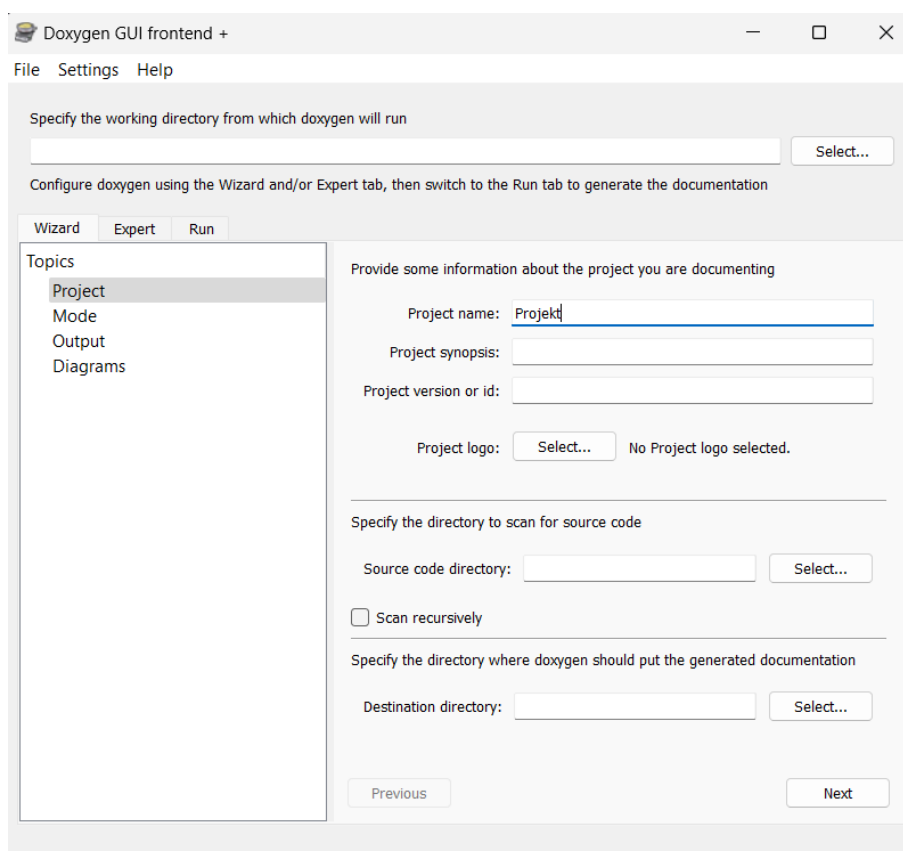 Doxygen GUI frontend +
File Settings Help
Specify the working directory from which doxygen will run
Select...
Configure doxygen using the Wizard and/or Expert tab, then switch to the Run tab to generate the documentation
Wizard Expert Run
Topics
Project
Mode
Output
Diagrams
Provide some information about the project you are documenting
Project name: Projekt
Project synopsis:
Project version or id:
Project logo: Select... No Project logo selected.
Specify the directory to scan for source code
Source code directory: Select...
Scan recursively
Specify the directory where doxygen should put the generated documentation
Destination directory: Select...
Previous Next